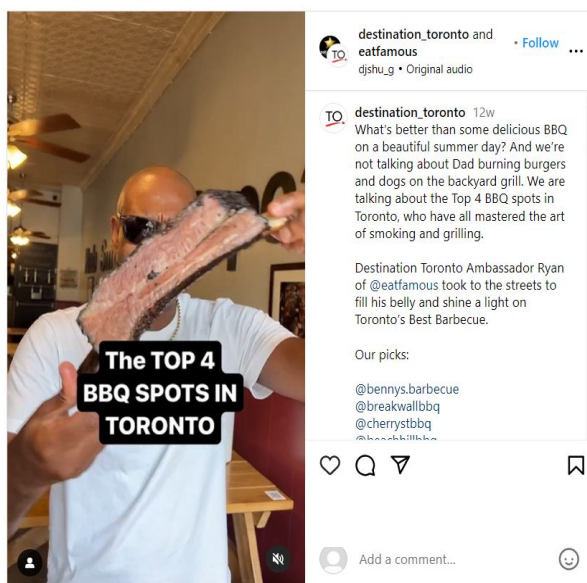 The TOP 4
BBQ SPOTS IN
TORONTO
TO
destination_toronto and
eatfamous
• Follow
djshu_g • Original audio
TO
destination_toronto 12w
What's better than some delicious BBQ
on a beautiful summer day? And we're
not talking about Dad burning burgers
and dogs on the backyard grill. We are
talking about the Top 4 BBQ spots in
Toronto, who have all mastered the art
of smoking and grilling.
Destination Toronto Ambassador Ryan
of @eatfamous took to the streets to
fill his belly and shine a light on
Toronto's Best Barbecue.
Our picks:
@bennys.barbecue
@breakwallbbq
@cherrystbbq
@beachhillbbq
Add a comment...